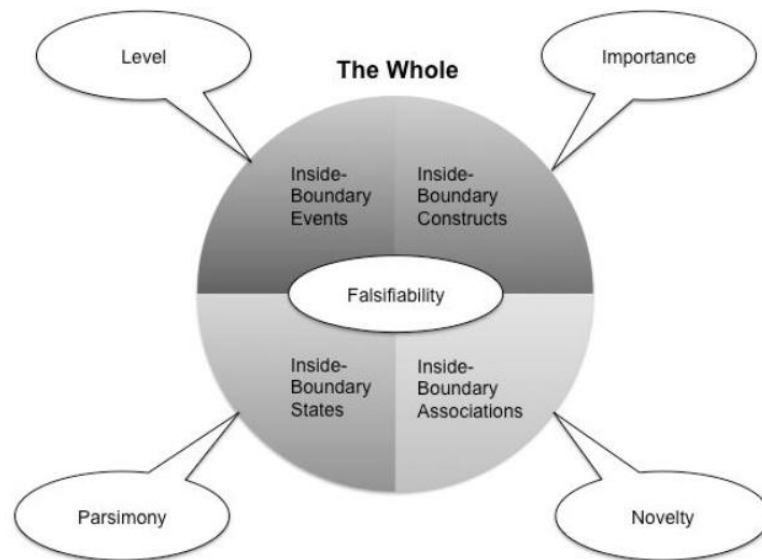 Level
Importance
The Whole
Inside-
Boundary
Events
Inside-
Boundary
Constructs
Falsifiability
Inside-
Boundary
States
Inside-
Boundary
Associations
Parsimony
Novelty